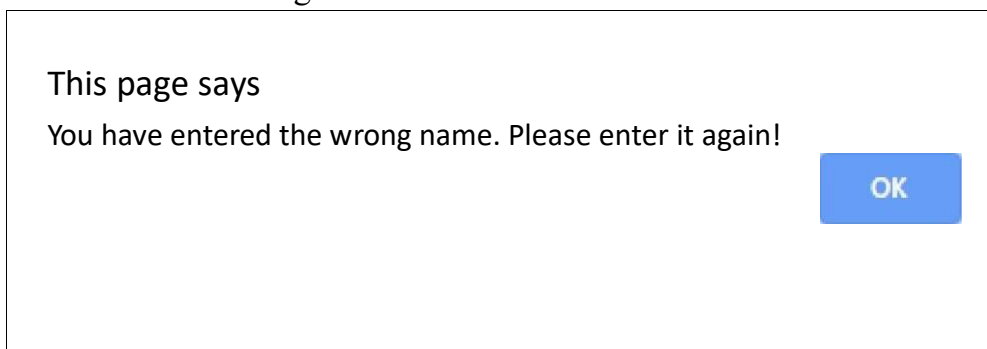 This page says
You have entered the wrong name. Please enter it again!
OK